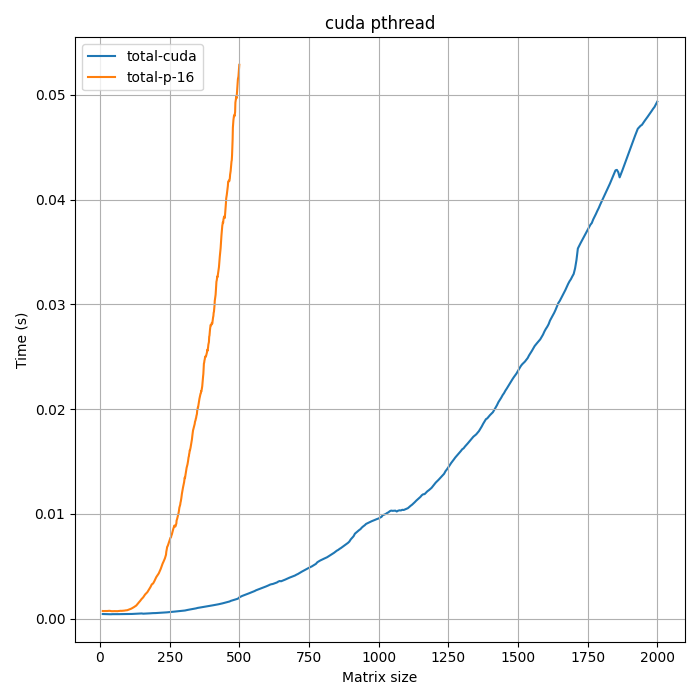 cuda pthread
total-cuda
total-p-16
Time (s)
0.05
0.04
0.03
0.02
0.01
0.00
0 250 500 750 1000 1250 1500 1750 2000
Matrix size